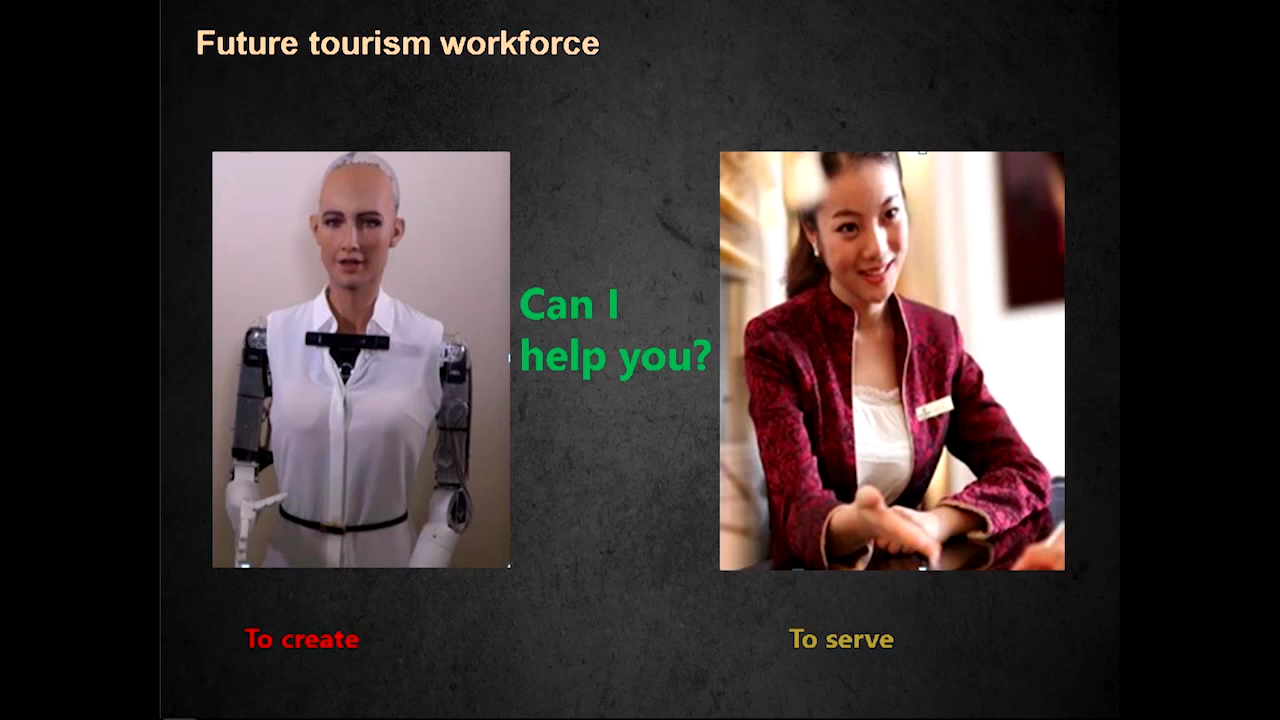 Future tourism workforce
Can I
help you?
To create
To serve